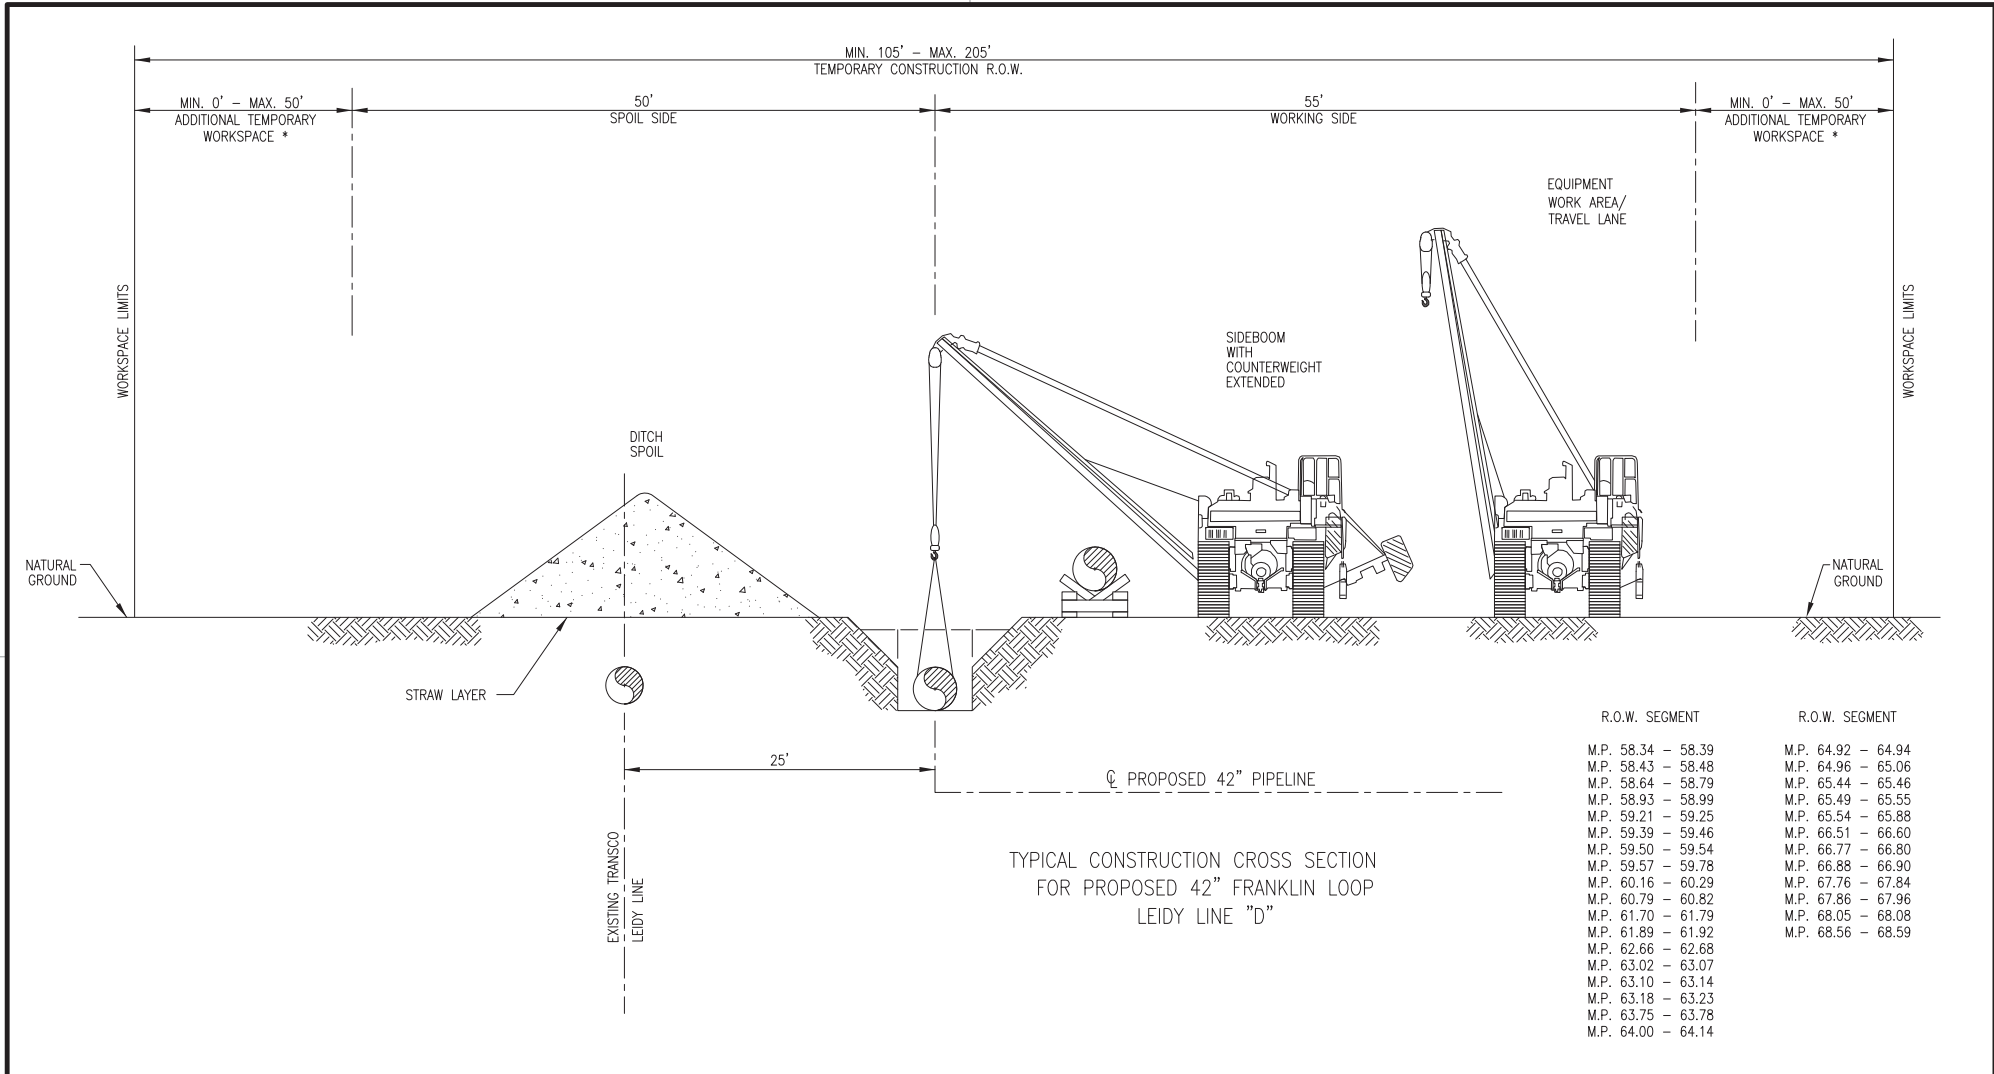 MIN. 105' - MAX. 205'
TEMPORARY CONSTRUCTION R.O.W.
MIN. 0' - MAX. 50'
ADDITIONAL TEMPORARY
WORKSPACE *
50'
SPOIL SIDE
55'
WORKING SIDE
MIN. 0' - MAX. 50'
ADDITIONAL TEMPORARY
WORKSPACE *
EQUIPMENT
WORK AREA/
TRAVEL LANE
WORKSPACE LIMITS
WORKSPACE LIMITS
SIDEBOOM
WITH
COUNTERWEIGHT
EXTENDED
DITCH
SPOIL
NATURAL
GROUND
NATURAL
GROUND
STRAW LAYER
25'
℄ PROPOSED 42" PIPELINE
EXISTING TRANSCO
LEIDY LINE
TYPICAL CONSTRUCTION CROSS SECTION
FOR PROPOSED 42" FRANKLIN LOOP
LEIDY LINE "D"
R.O.W. SEGMENT
M.P. 58.34 - 58.39
M.P. 58.43 - 58.48
M.P. 58.64 - 58.79
M.P. 58.93 - 58.99
M.P. 59.21 - 59.25
M.P. 59.39 - 59.46
M.P. 59.50 - 59.54
M.P. 59.57 - 59.78
M.P. 60.16 - 60.29
M.P. 60.79 - 60.82
M.P. 61.70 - 61.79
M.P. 61.89 - 61.92
M.P. 62.66 - 62.68
M.P. 63.02 - 63.07
M.P. 63.10 - 63.14
M.P. 63.18 - 63.23
M.P. 63.75 - 63.78
M.P. 64.00 - 64.14
R.O.W. SEGMENT
M.P. 64.92 - 64.94
M.P. 64.96 - 65.06
M.P. 65.44 - 65.46
M.P. 65.49 - 65.55
M.P. 65.54 - 65.88
M.P. 66.51 - 66.60
M.P. 66.77 - 66.80
M.P. 66.88 - 66.90
M.P. 67.76 - 67.84
M.P. 67.86 - 67.96
M.P. 68.05 - 68.08
M.P. 68.56 - 68.59